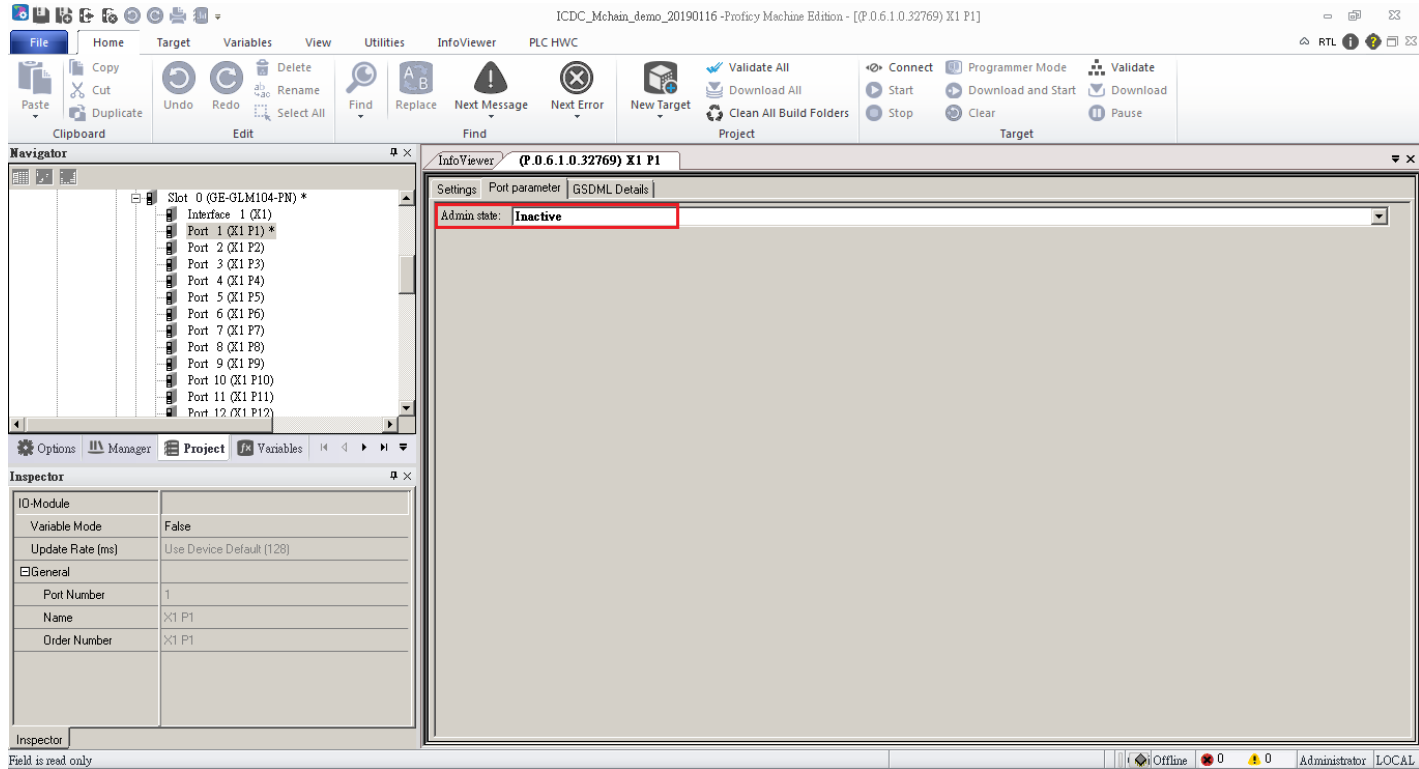 ICDC_Mchain_demo_20190116 -Proficy Machine Edition - [(P.0.6.1.0.32769) X1 P1]
File Home Target Variables View Utilities InfoViewer PLC HWC RTL
Paste
Copy
Cut
Duplicate
Clipboard
Undo Redo
Delete
Rename
Select All
Edit
Find Replace Next Message Next Error
Find
New Target
Validate All
Download All
Clean All Build Folders
Project
Connect Programmer Mode Validate
Start Download and Start Download
Stop Clear Pause
Target
Navigator
Slot 0 (GE-GLM104-PN) *
Interface 1 (X1)
Port 1 (X1 P1) *
Port 2 (X1 P2)
Port 3 (X1 P3)
Port 4 (X1 P4)
Port 5 (X1 P5)
Port 6 (X1 P6)
Port 7 (X1 P7)
Port 8 (X1 P8)
Port 9 (X1 P9)
Port 10 (X1 P10)
Port 11 (X1 P11)
Port 12 (X1 P12)
Options Manager Project Variables
InfoViewer (P.0.6.1.0.32769) X1 P1
Settings Port parameter GSDML Details
Admin state: Inactive
Inspector
IO-Module
Variable Mode False
Update Rate (ms) Use Device Default (128)
General
Port Number 1
Name X1 P1
Order Number X1 P1
Inspector
Field is read only
Offline 0 0 Administrator LOCAL